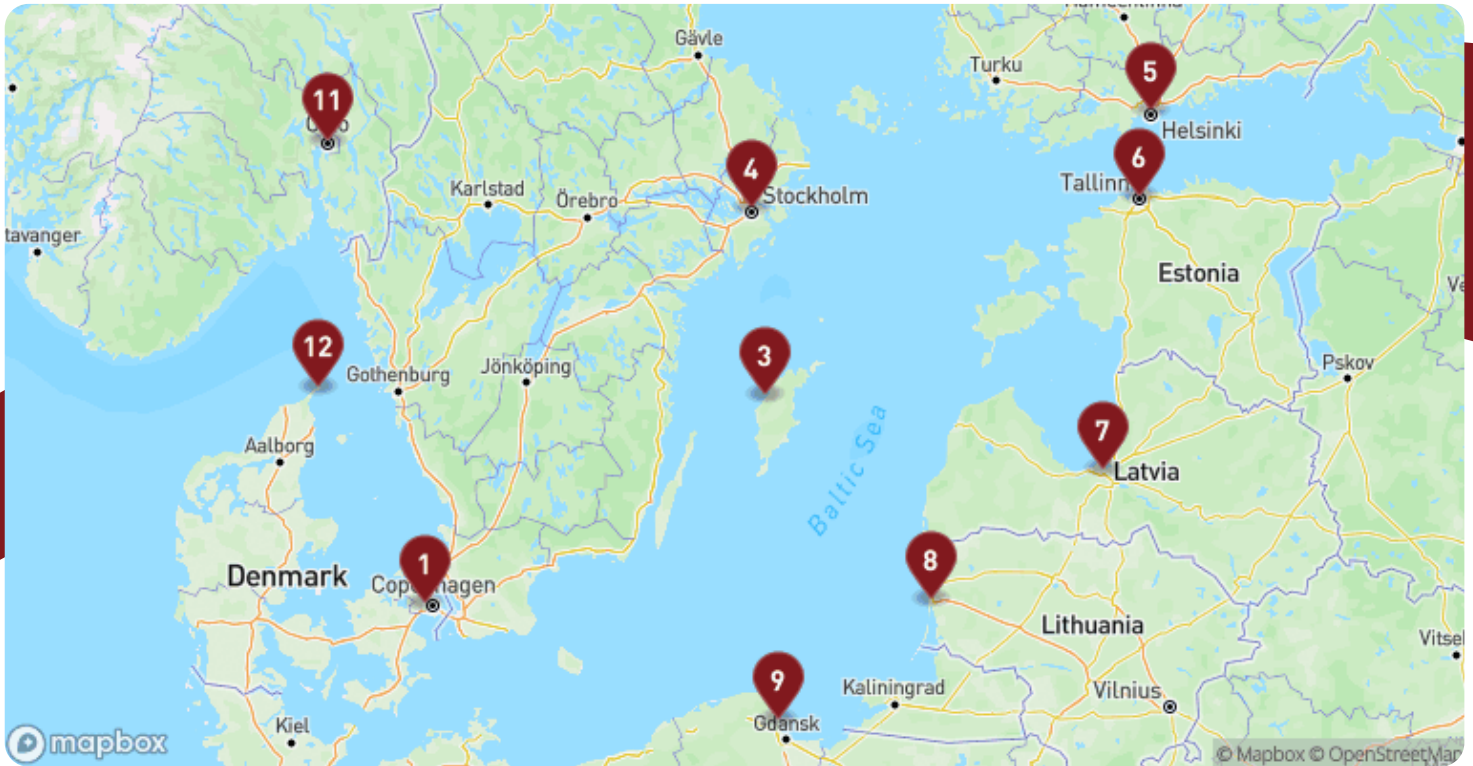 Gävle
Turku
5
11
Helsinki
6
4
Tallinn
Karlstad
Örebro
Stockholm
tavanger
Estonia
12
3
Gothenburg
Jönköping
Pskov
7
Aalborg
Latvia
Baltic Sea
1
8
Denmark
Copenhagen
Lithuania
9
Kaliningrad
Vilnius
Gdansk
Kiel
mapbox
© Mapbox © OpenStreetMap